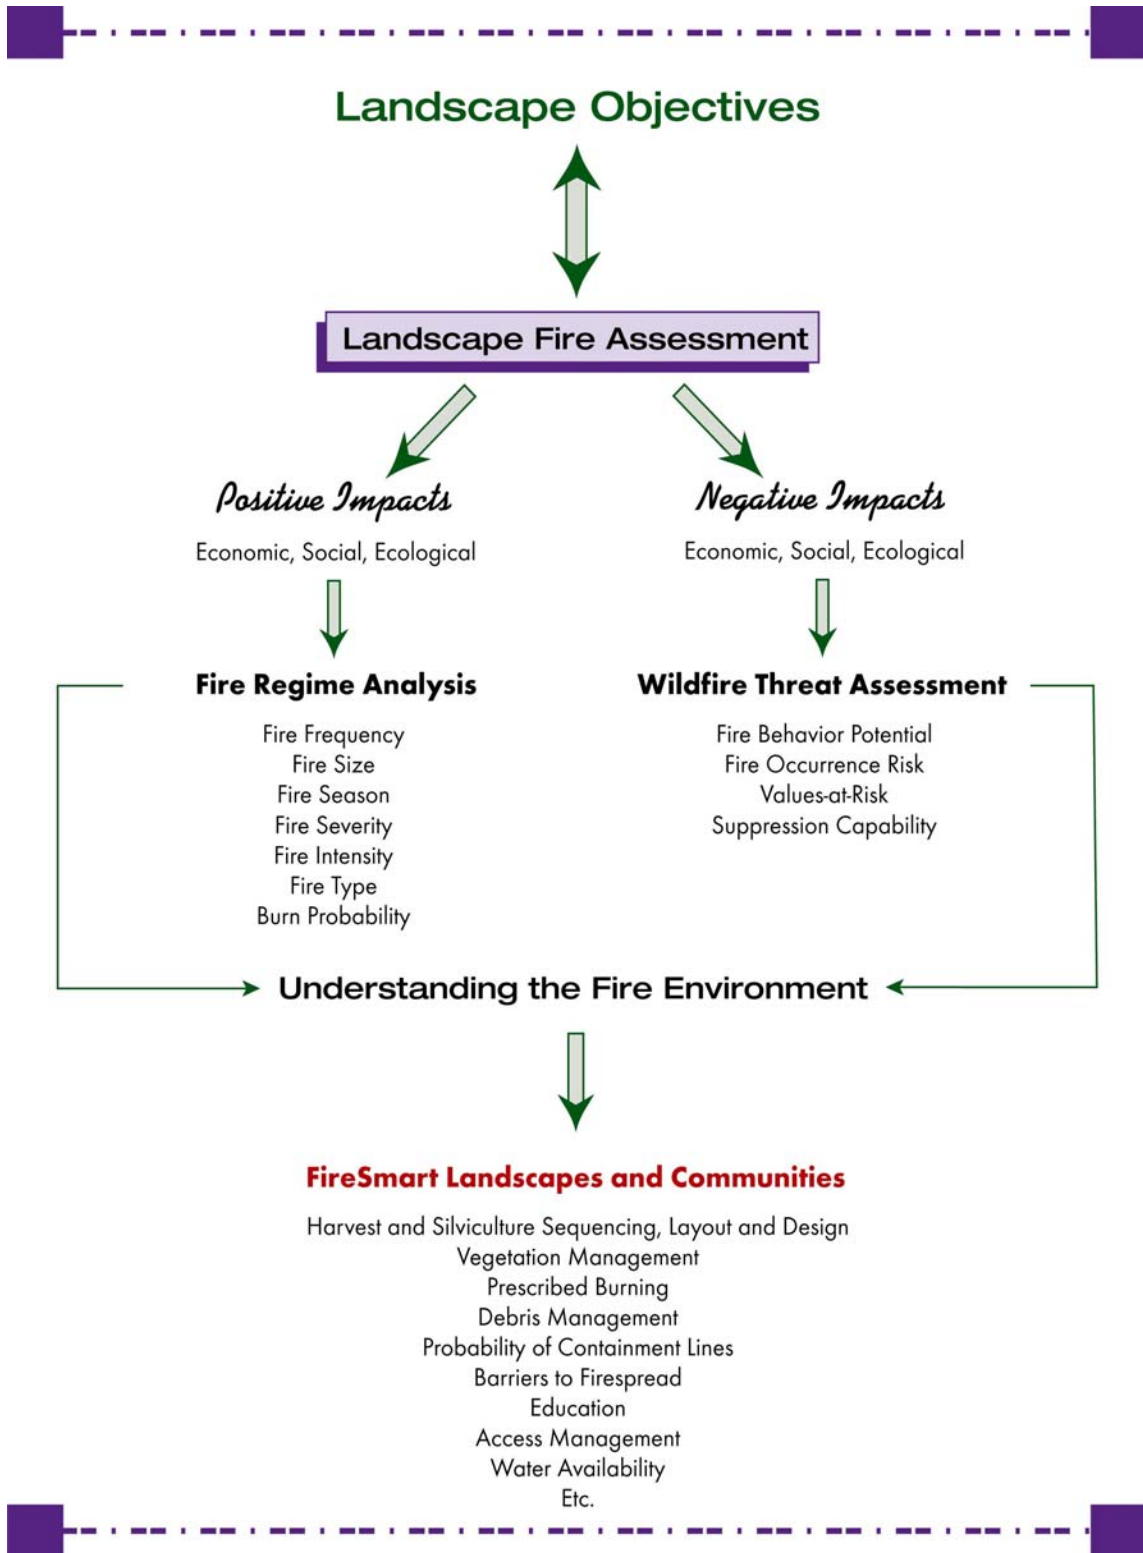 Landscape Objectives
Landscape Fire Assessment
Positive Impacts
Economic, Social, Ecological
Negative Impacts
Economic, Social, Ecological
Fire Regime Analysis
Fire Frequency
Fire Size
Fire Season
Fire Severity
Fire Intensity
Fire Type
Burn Probability
Wildfire Threat Assessment
Fire Behavior Potential
Fire Occurrence Risk
Values-at-Risk
Suppression Capability
Understanding the Fire Environment
FireSmart Landscapes and Communities
Harvest and Silviculture Sequencing, Layout and Design
Vegetation Management
Prescribed Burning
Debris Management
Probability of Containment Lines
Barriers to Firespread
Education
Access Management
Water Availability
Etc.